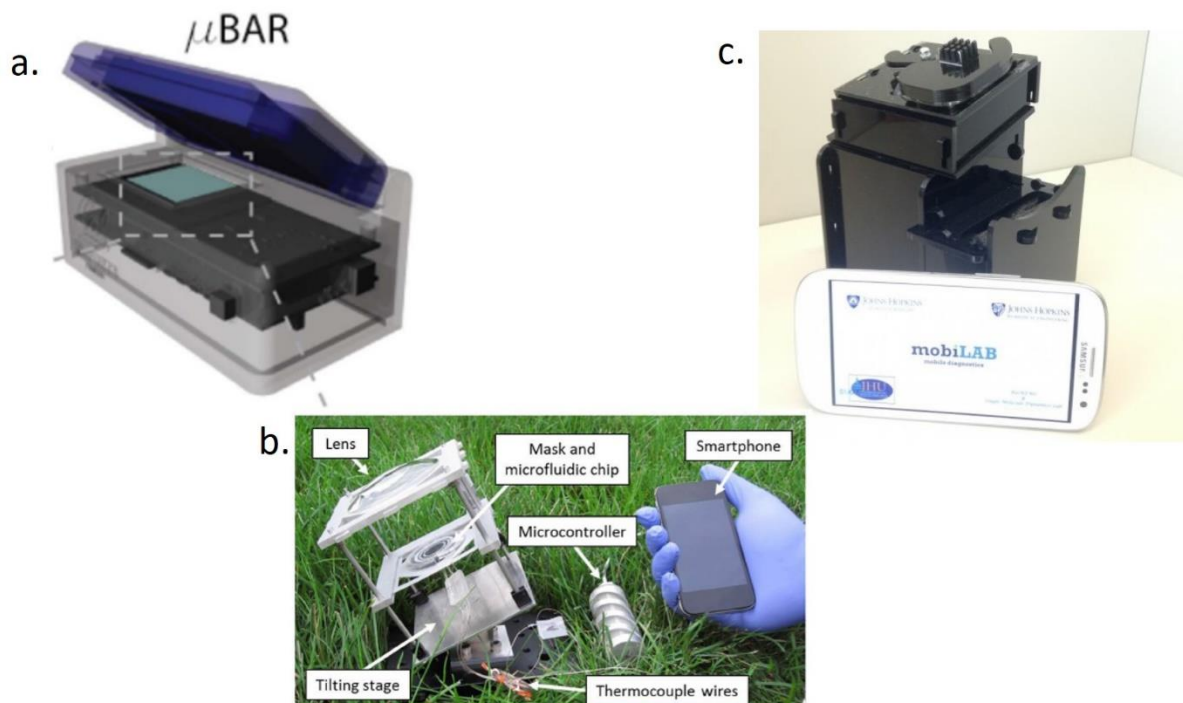 a.
μBAR
c.
JOHNS HOPKINS
JOHNS HOPKINS
mobiLAB
mobile diagnostics
JHU
SAMSUNG
b.
Lens
Mask and
microfluidic chip
Smartphone
Microcontroller
Tilting stage
Thermocouple wires